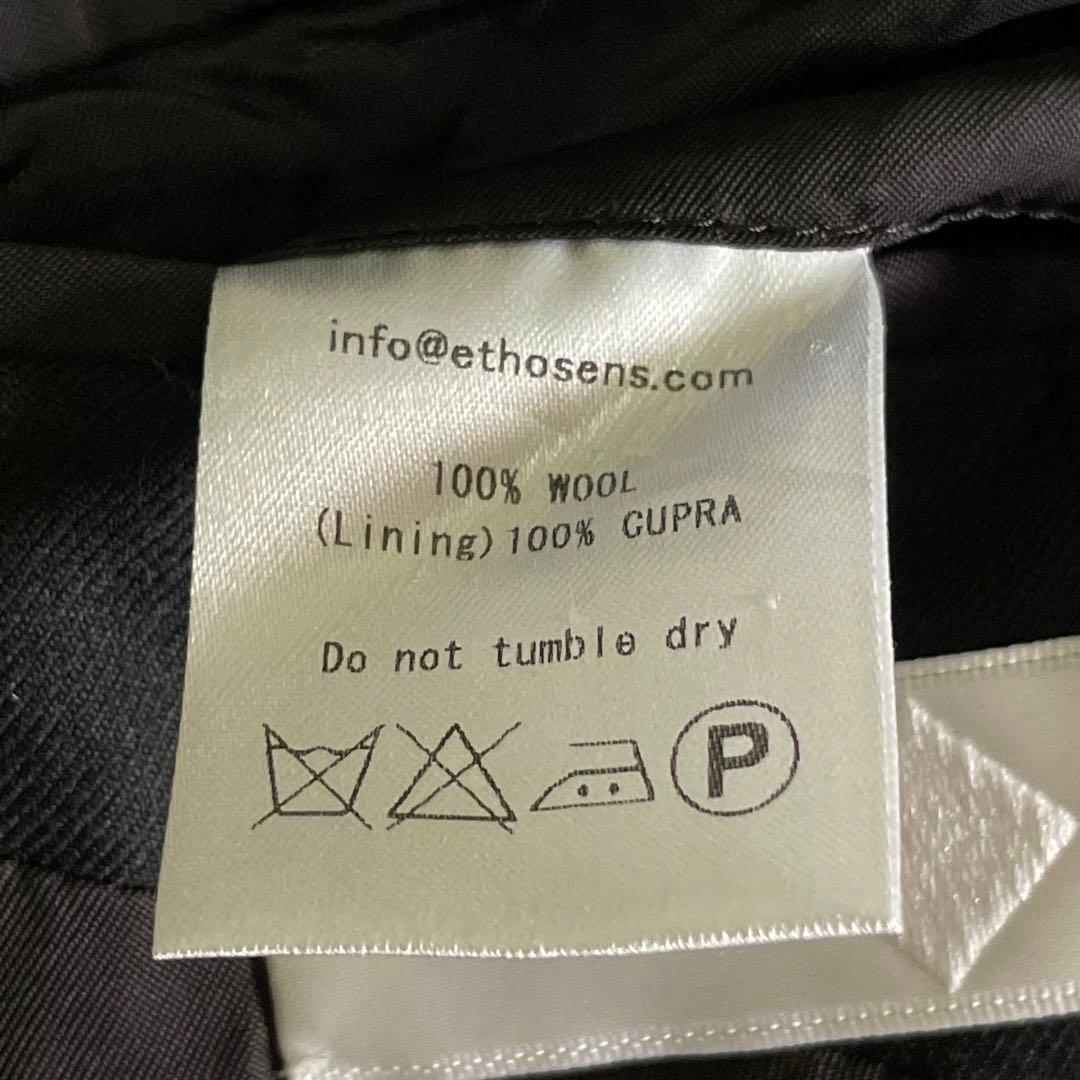 info@ethosens.com
100% WOOL
(Lining)100% CUPRA
Do not tumble dry
P